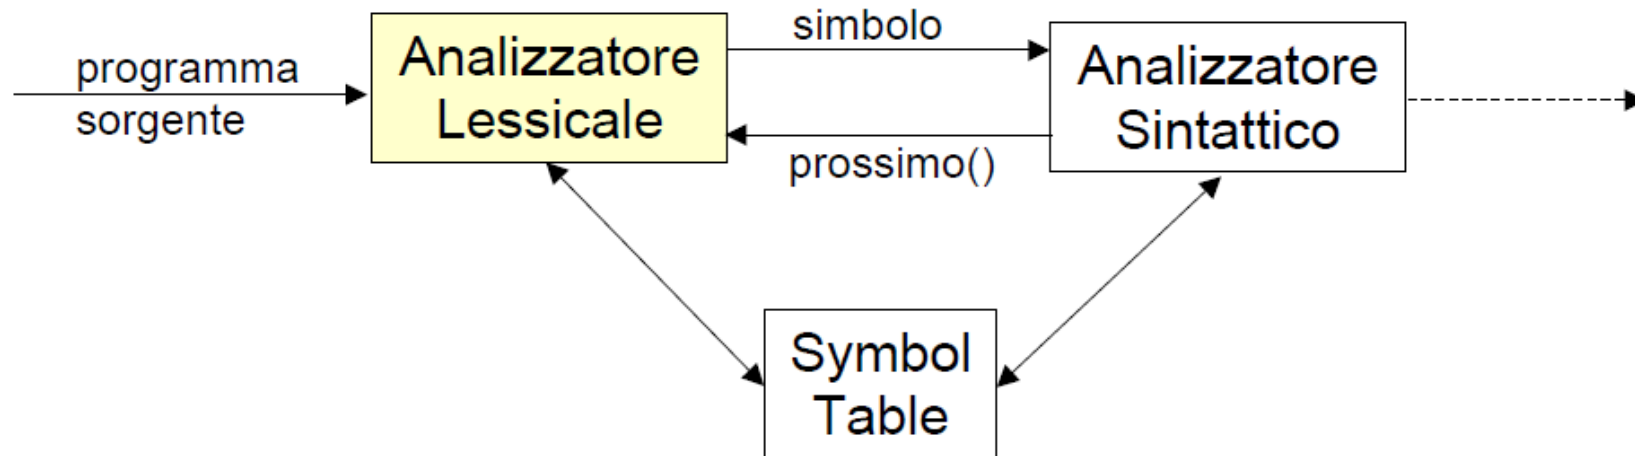 programma
sorgente
Analizzatore
Lessicale
simbolo
prossimo()
Analizzatore
Sintattico
Symbol
Table